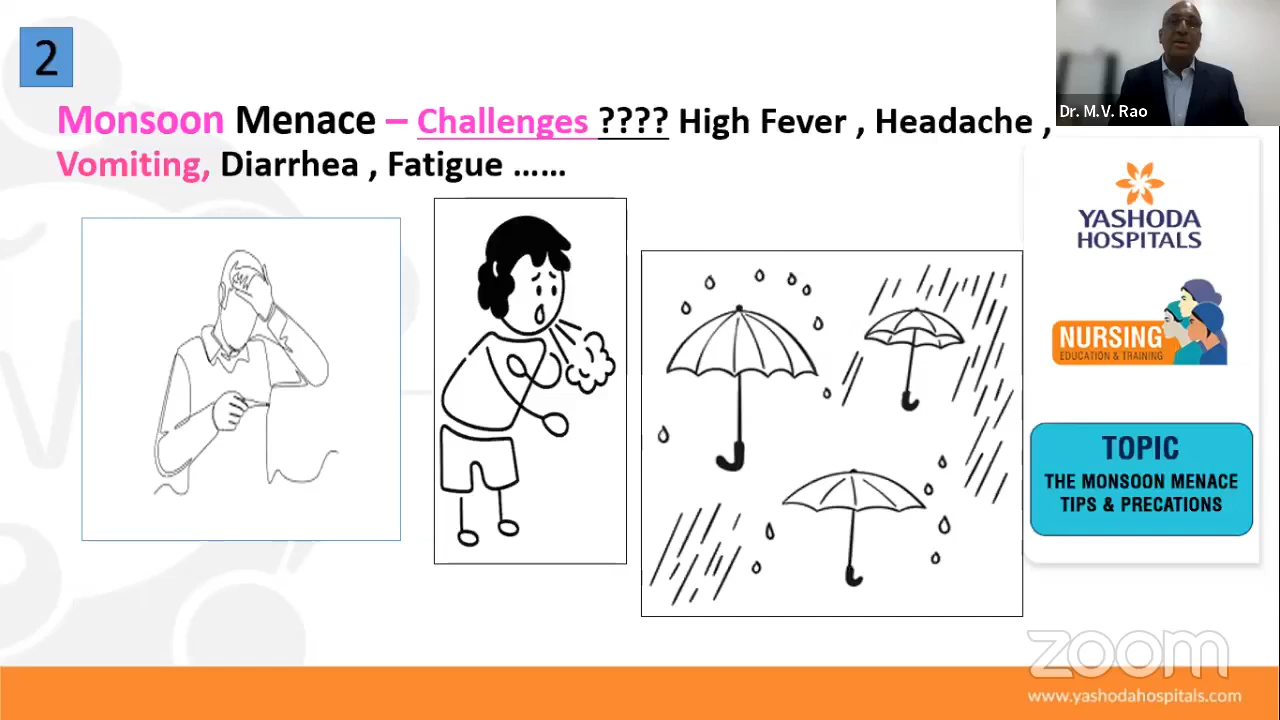 2
Monsoon Menace – Challenges ???? High Fever , Headache ,
Vomiting, Diarrhea , Fatigue ......
Dr. M.V. Rao
YASHODA
HOSPITALS
NURSING
EDUCATION & TRAINING
TOPIC
THE MONSOON MENACE
TIPS & PRECATIONS
zoom
www.yashodahospitals.com